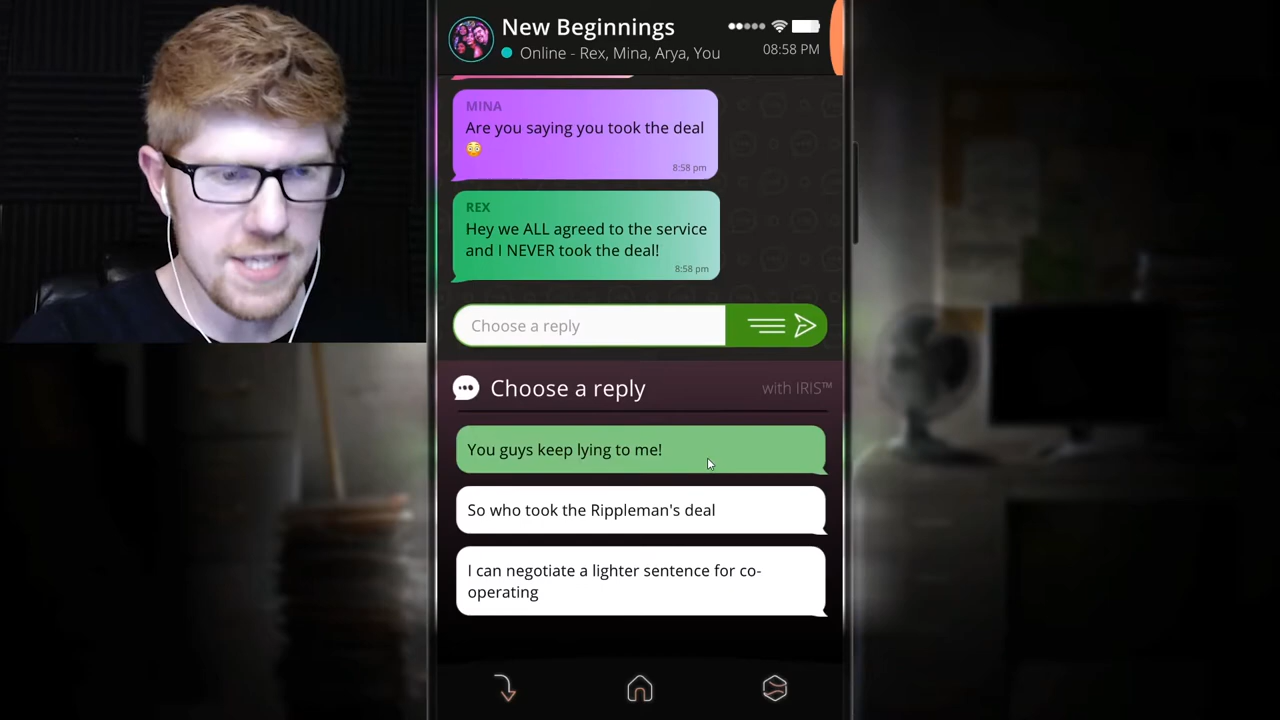 New Beginnings
08:58 PM
Online - Rex, Mina, Arya, You
MINA
Are you saying you took the deal
😳
8:58 pm
REX
Hey we ALL agreed to the service
and I NEVER took the deal!
8:58 pm
Choose a reply
Choose a reply
with IRIS™
You guys keep lying to me!
So who took the Rippleman's deal
I can negotiate a lighter sentence for co-
operating